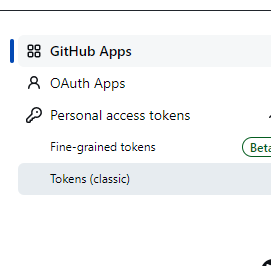 GitHub Apps
OAuth Apps
Personal access tokens
Fine-grained tokens
Beta
Tokens (classic)